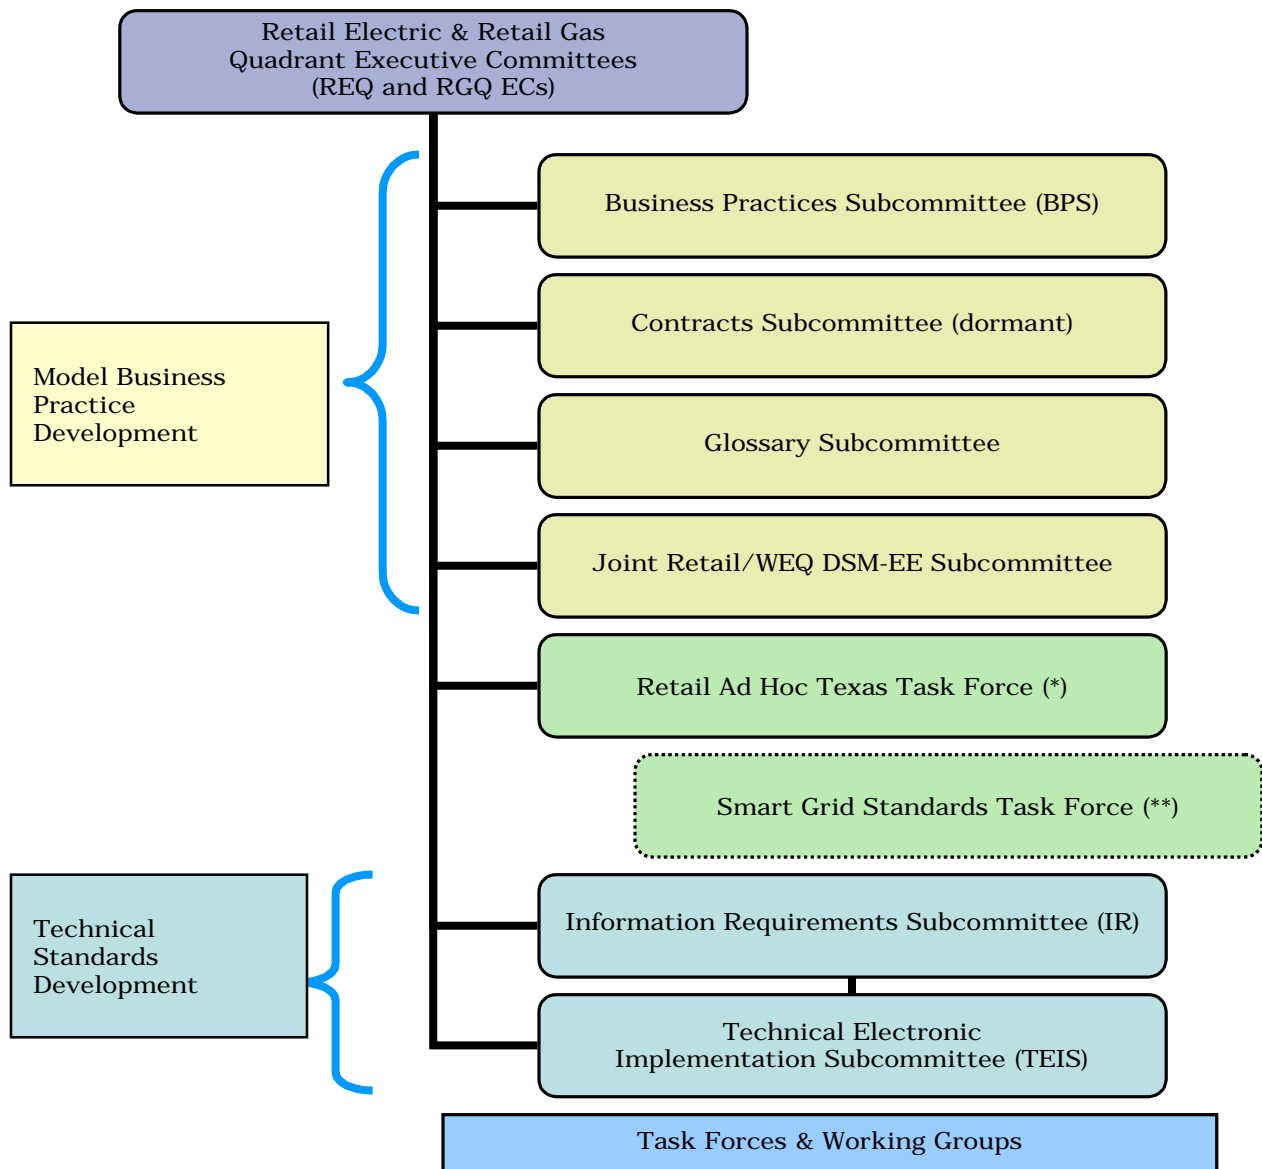 Retail Electric & Retail Gas
Quadrant Executive Committees
(REQ and RGQ ECs)
Business Practices Subcommittee (BPS)
Contracts Subcommittee (dormant)
Model Business
Practice
Development
Glossary Subcommittee
Joint Retail/WEQ DSM-EE Subcommittee
Retail Ad Hoc Texas Task Force (*)
Smart Grid Standards Task Force (**)
Technical
Standards
Development
Information Requirements Subcommittee (IR)
Technical Electronic
Implementation Subcommittee (TEIS)
Task Forces & Working Groups